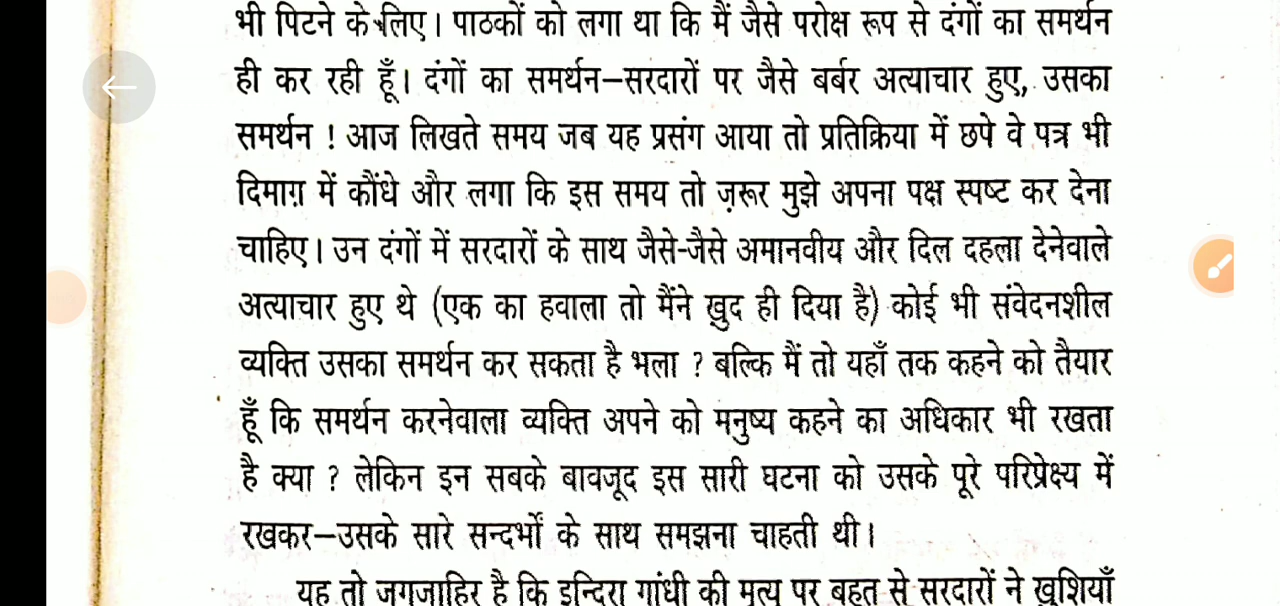 भी पिटने के लिए। पाठकों को लगा था कि मैं जैसे परोक्ष रूप से दंगों का समर्थन
ही कर रही हूँ। दंगों का समर्थन–सरदारों पर जैसे बर्बर अत्याचार हुए, उसका
समर्थन ! आज लिखते समय जब यह प्रसंग आया तो प्रतिक्रिया में छपे वे पत्र भी
दिमाग़ में कौंधे और लगा कि इस समय तो ज़रूर मुझे अपना पक्ष स्पष्ट कर देना
चाहिए। उन दंगों में सरदारों के साथ जैसे-जैसे अमानवीय और दिल दहला देनेवाले
अत्याचार हुए थे (एक का हवाला तो मैंने ख़ुद ही दिया है) कोई भी संवेदनशील
व्यक्ति उसका समर्थन कर सकता है भला ? बल्कि मैं तो यहाँ तक कहने को तैयार
हूँ कि समर्थन करनेवाला व्यक्ति अपने को मनुष्य कहने का अधिकार भी रखता
है क्या ? लेकिन इन सबके बावजूद इस सारी घटना को उसके पूरे परिप्रेक्ष्य में
रखकर–उसके सारे सन्दर्भों के साथ समझना चाहती थी।
यह तो जगजाहिर है कि इन्दिरा गांधी की मृत्यु पर बहुत से सरदारों ने ख़ुशियाँ